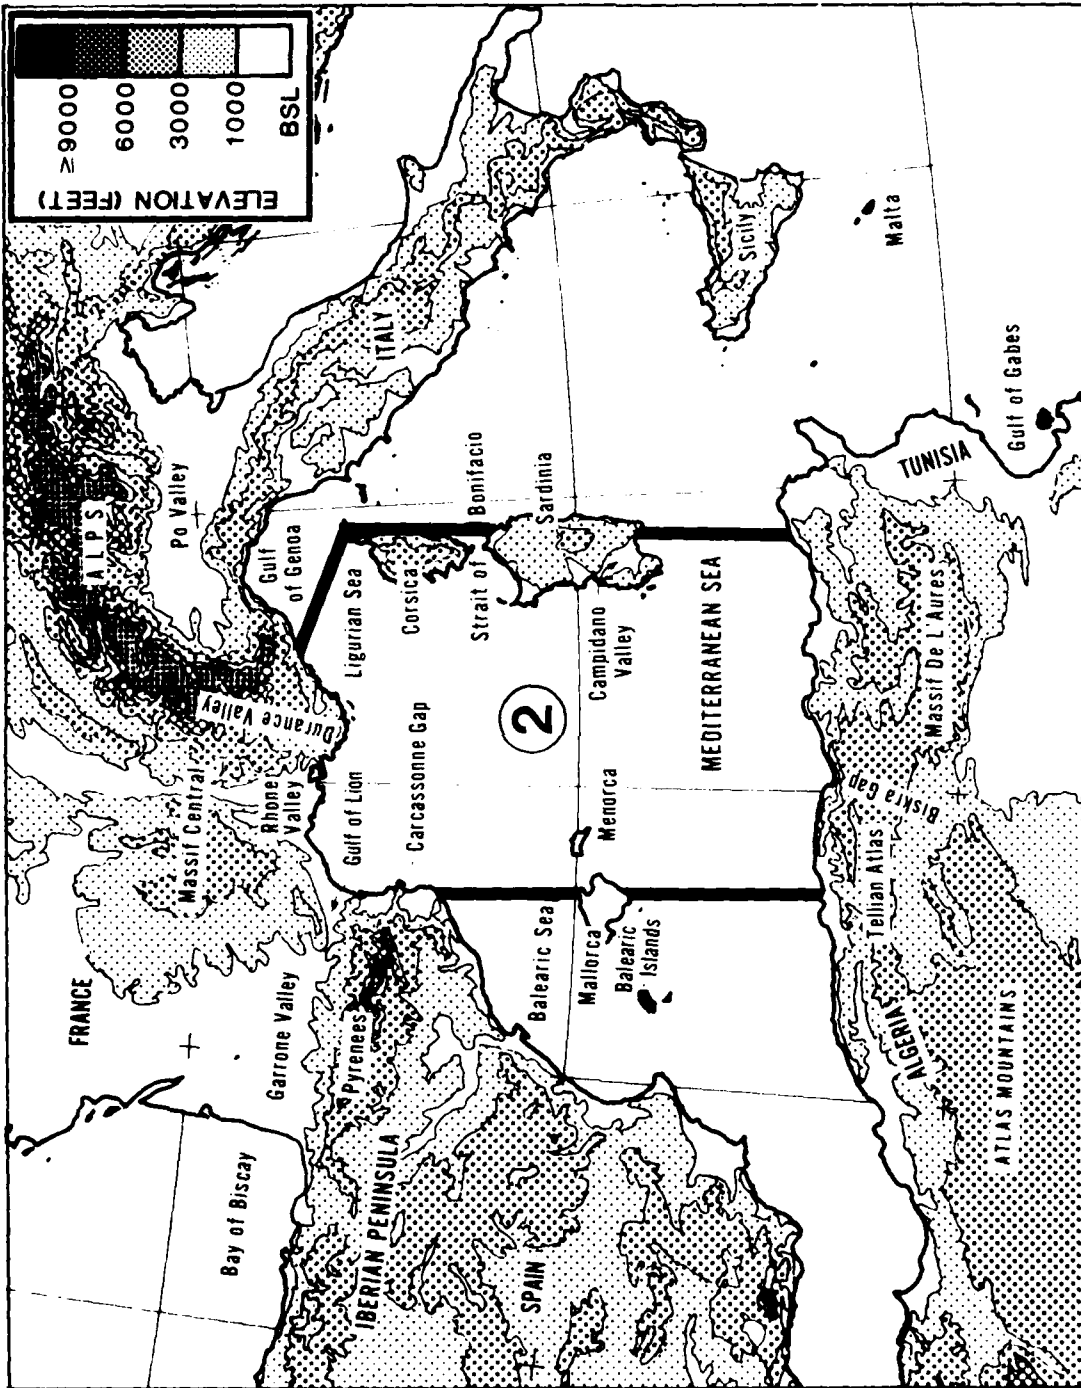 ELEVATION (FEET)
≥9000
6000
3000
1000
BSL
FRANCE
Massif Central
ALPS
Po Valley
Bay of Biscay
Garrone Valley
Rhone
Valley
Durance Valley
Gulf
of Genoa
Pyrenees
IBERIAN PENINSULA
Gulf of Lion
Ligurian Sea
ITALY
Carcassonne Gap
Corsica
Strait of
Bonifacio
SPAIN
Balearic Sea
2
Sardinia
Mallorca
Menorca
Campidano
Valley
Balearic
Islands
MEDITERRANEAN SEA
Sicily
Malta
ALGERIA
Tellian Atlas
Biskra Gap
Massif De L Aures
TUNISIA
Gulf of Gabes
ATLAS MOUNTAINS